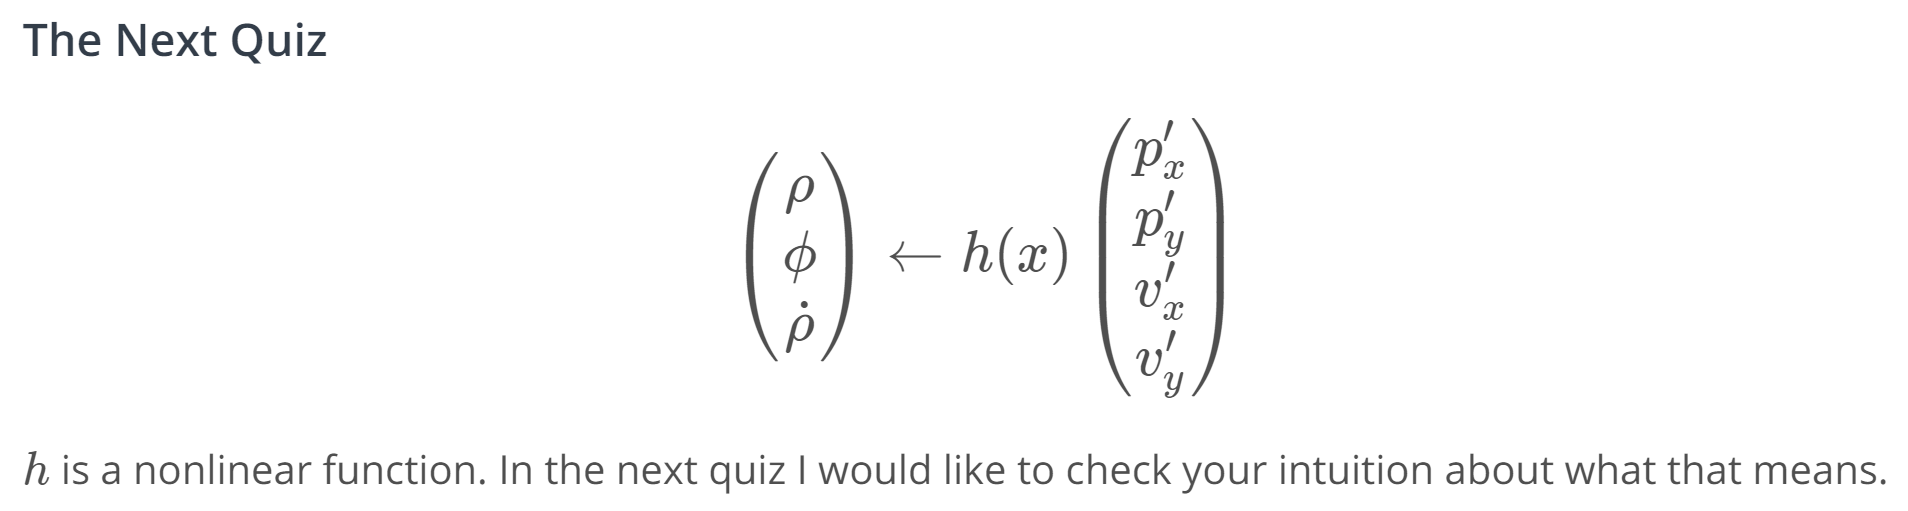 The Next Quiz
$$\begin{pmatrix} \rho \\ \phi \\ \dot{\rho} \end{pmatrix} \leftarrow h(x) \begin{pmatrix} p'_x \\ p'_y \\ v'_x \\ v'_y \end{pmatrix}$$
h is a nonlinear function. In the next quiz I would like to check your intuition about what that means.